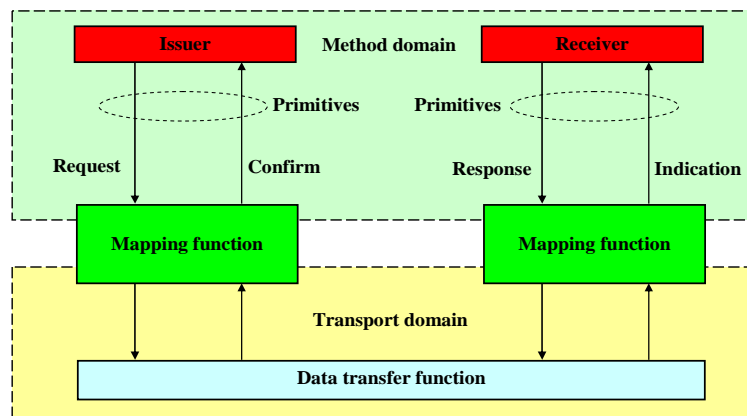 Issuer
Method domain
Receiver
Primitives
Primitives
Request
Confirm
Response
Indication
Mapping function
Mapping function
Transport domain
Data transfer function